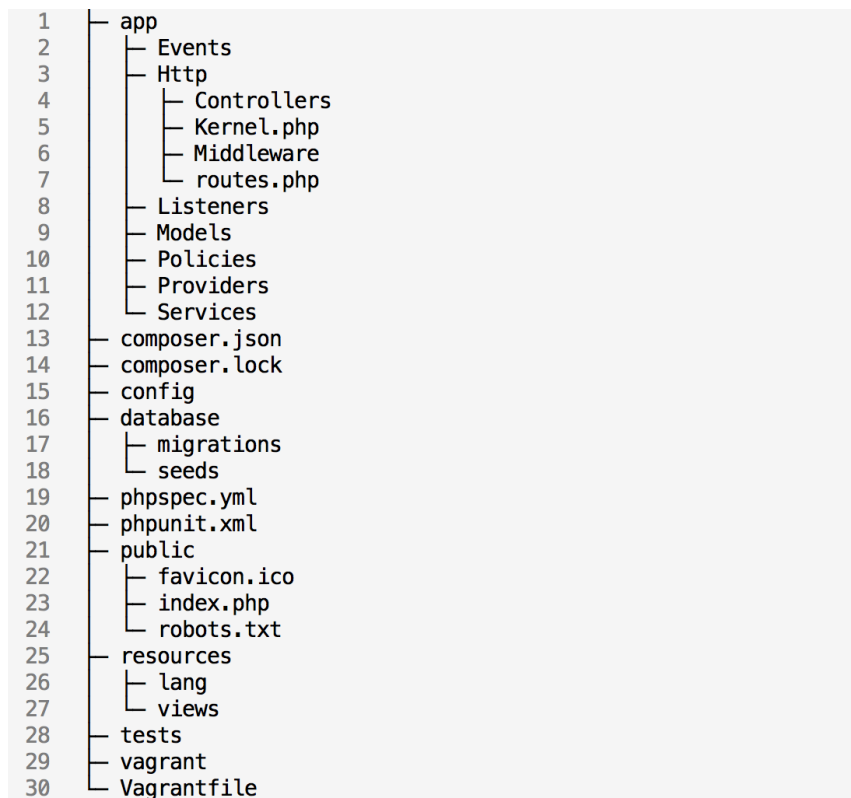 1 ├─ app
2 │ ├─ Events
3 │ ├─ Http
4 │ │ ├─ Controllers
5 │ │ ├─ Kernel.php
6 │ │ ├─ Middleware
7 │ │ └─ routes.php
8 │ ├─ Listeners
9 │ ├─ Models
10 │ ├─ Policies
11 │ ├─ Providers
12 │ └─ Services
13 ├─ composer.json
14 ├─ composer.lock
15 ├─ config
16 ├─ database
17 │ ├─ migrations
18 │ └─ seeds
19 ├─ phpspec.yml
20 ├─ phpunit.xml
21 ├─ public
22 │ ├─ favicon.ico
23 │ ├─ index.php
24 │ └─ robots.txt
25 ├─ resources
26 │ ├─ lang
27 │ └─ views
28 ├─ tests
29 ├─ vagrant
30 └─ Vagrantfile